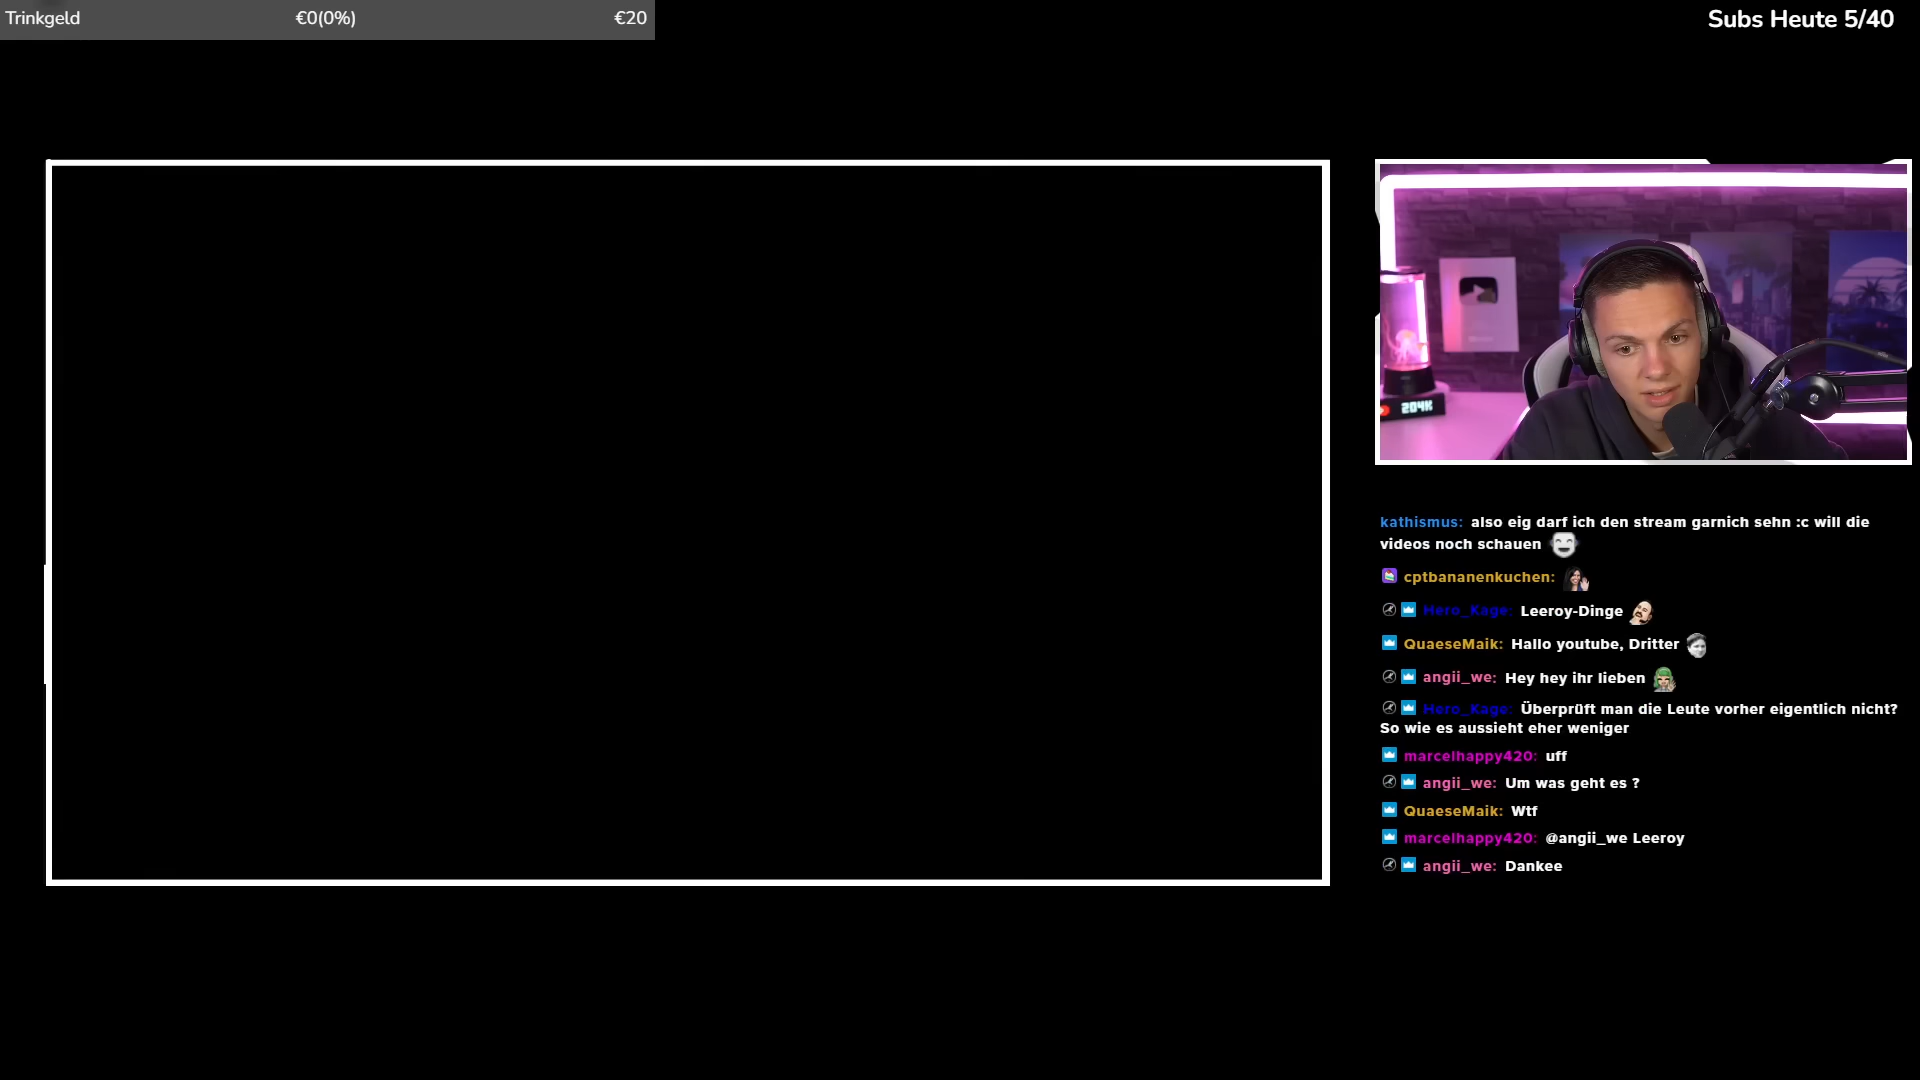 Trinkgeld €0(0%) €20
Subs Heute 5/40
204K
kathismus: also eig darf ich den stream garnich sehn :c will die
videos noch schauen
cptbananenkuchen:
Hero_Kage: Leeroy-Dinge
QuaeseMaik: Hallo youtube, Dritter
angii_we: Hey hey ihr lieben
Hero_Kage: Überprüft man die Leute vorher eigentlich nicht?
So wie es aussieht eher weniger
marcelhappy420: uff
angii_we: Um was geht es ?
QuaeseMaik: Wtf
marcelhappy420: @angii_we Leeroy
angii_we: Dankee